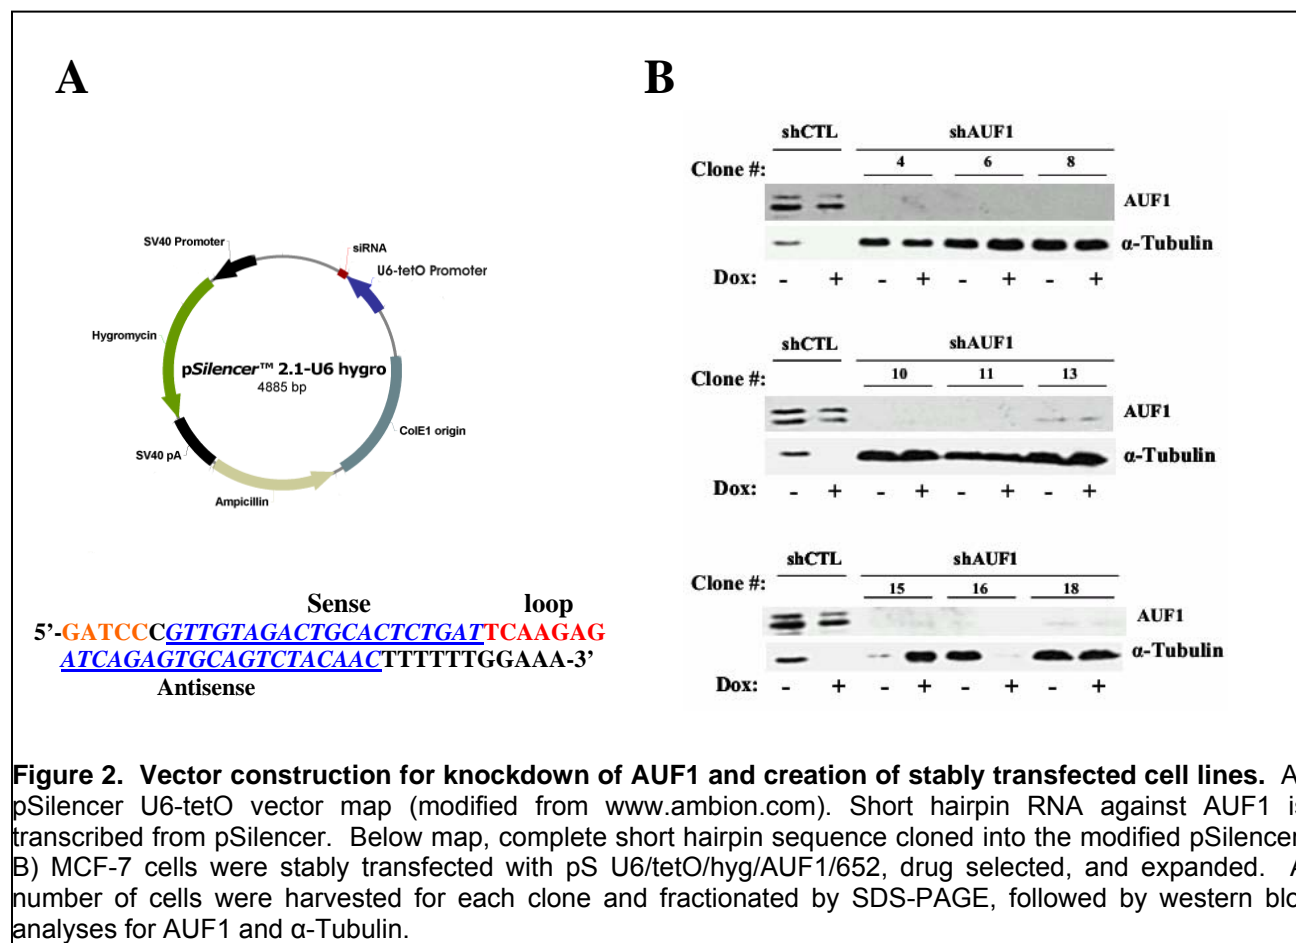 A
B
SV40 Promoter
siRNA
U6-tetO Promoter
Hygromycin
pSilencer™ 2.1-U6 hygro
4885 bp
ColE1 origin
SV40 pA
Ampicillin
Sense loop
5’-GATCCCGTTGTAGACTGCACTCTGATTCAAGAG
ATCAGAGTGCAGTCTACAACTTTTTTGGAAA-3’
Antisense
shCTL shAUF1
Clone #: 4 6 8
AUF1
α-Tubulin
Dox: - + - + - + - +
shCTL shAUF1
Clone #: 10 11 13
AUF1
α-Tubulin
Dox: - + - + - + - +
shCTL shAUF1
Clone #: 15 16 18
AUF1
α-Tubulin
Dox: - + - + - + - +
Figure 2. Vector construction for knockdown of AUF1 and creation of stably transfected cell lines. A
pSilencer U6-tetO vector map (modified from www.ambion.com). Short hairpin RNA against AUF1 is
transcribed from pSilencer. Below map, complete short hairpin sequence cloned into the modified pSilencer
B) MCF-7 cells were stably transfected with pS U6/tetO/hyg/AUF1/652, drug selected, and expanded. A
number of cells were harvested for each clone and fractionated by SDS-PAGE, followed by western blo
analyses for AUF1 and α-Tubulin.